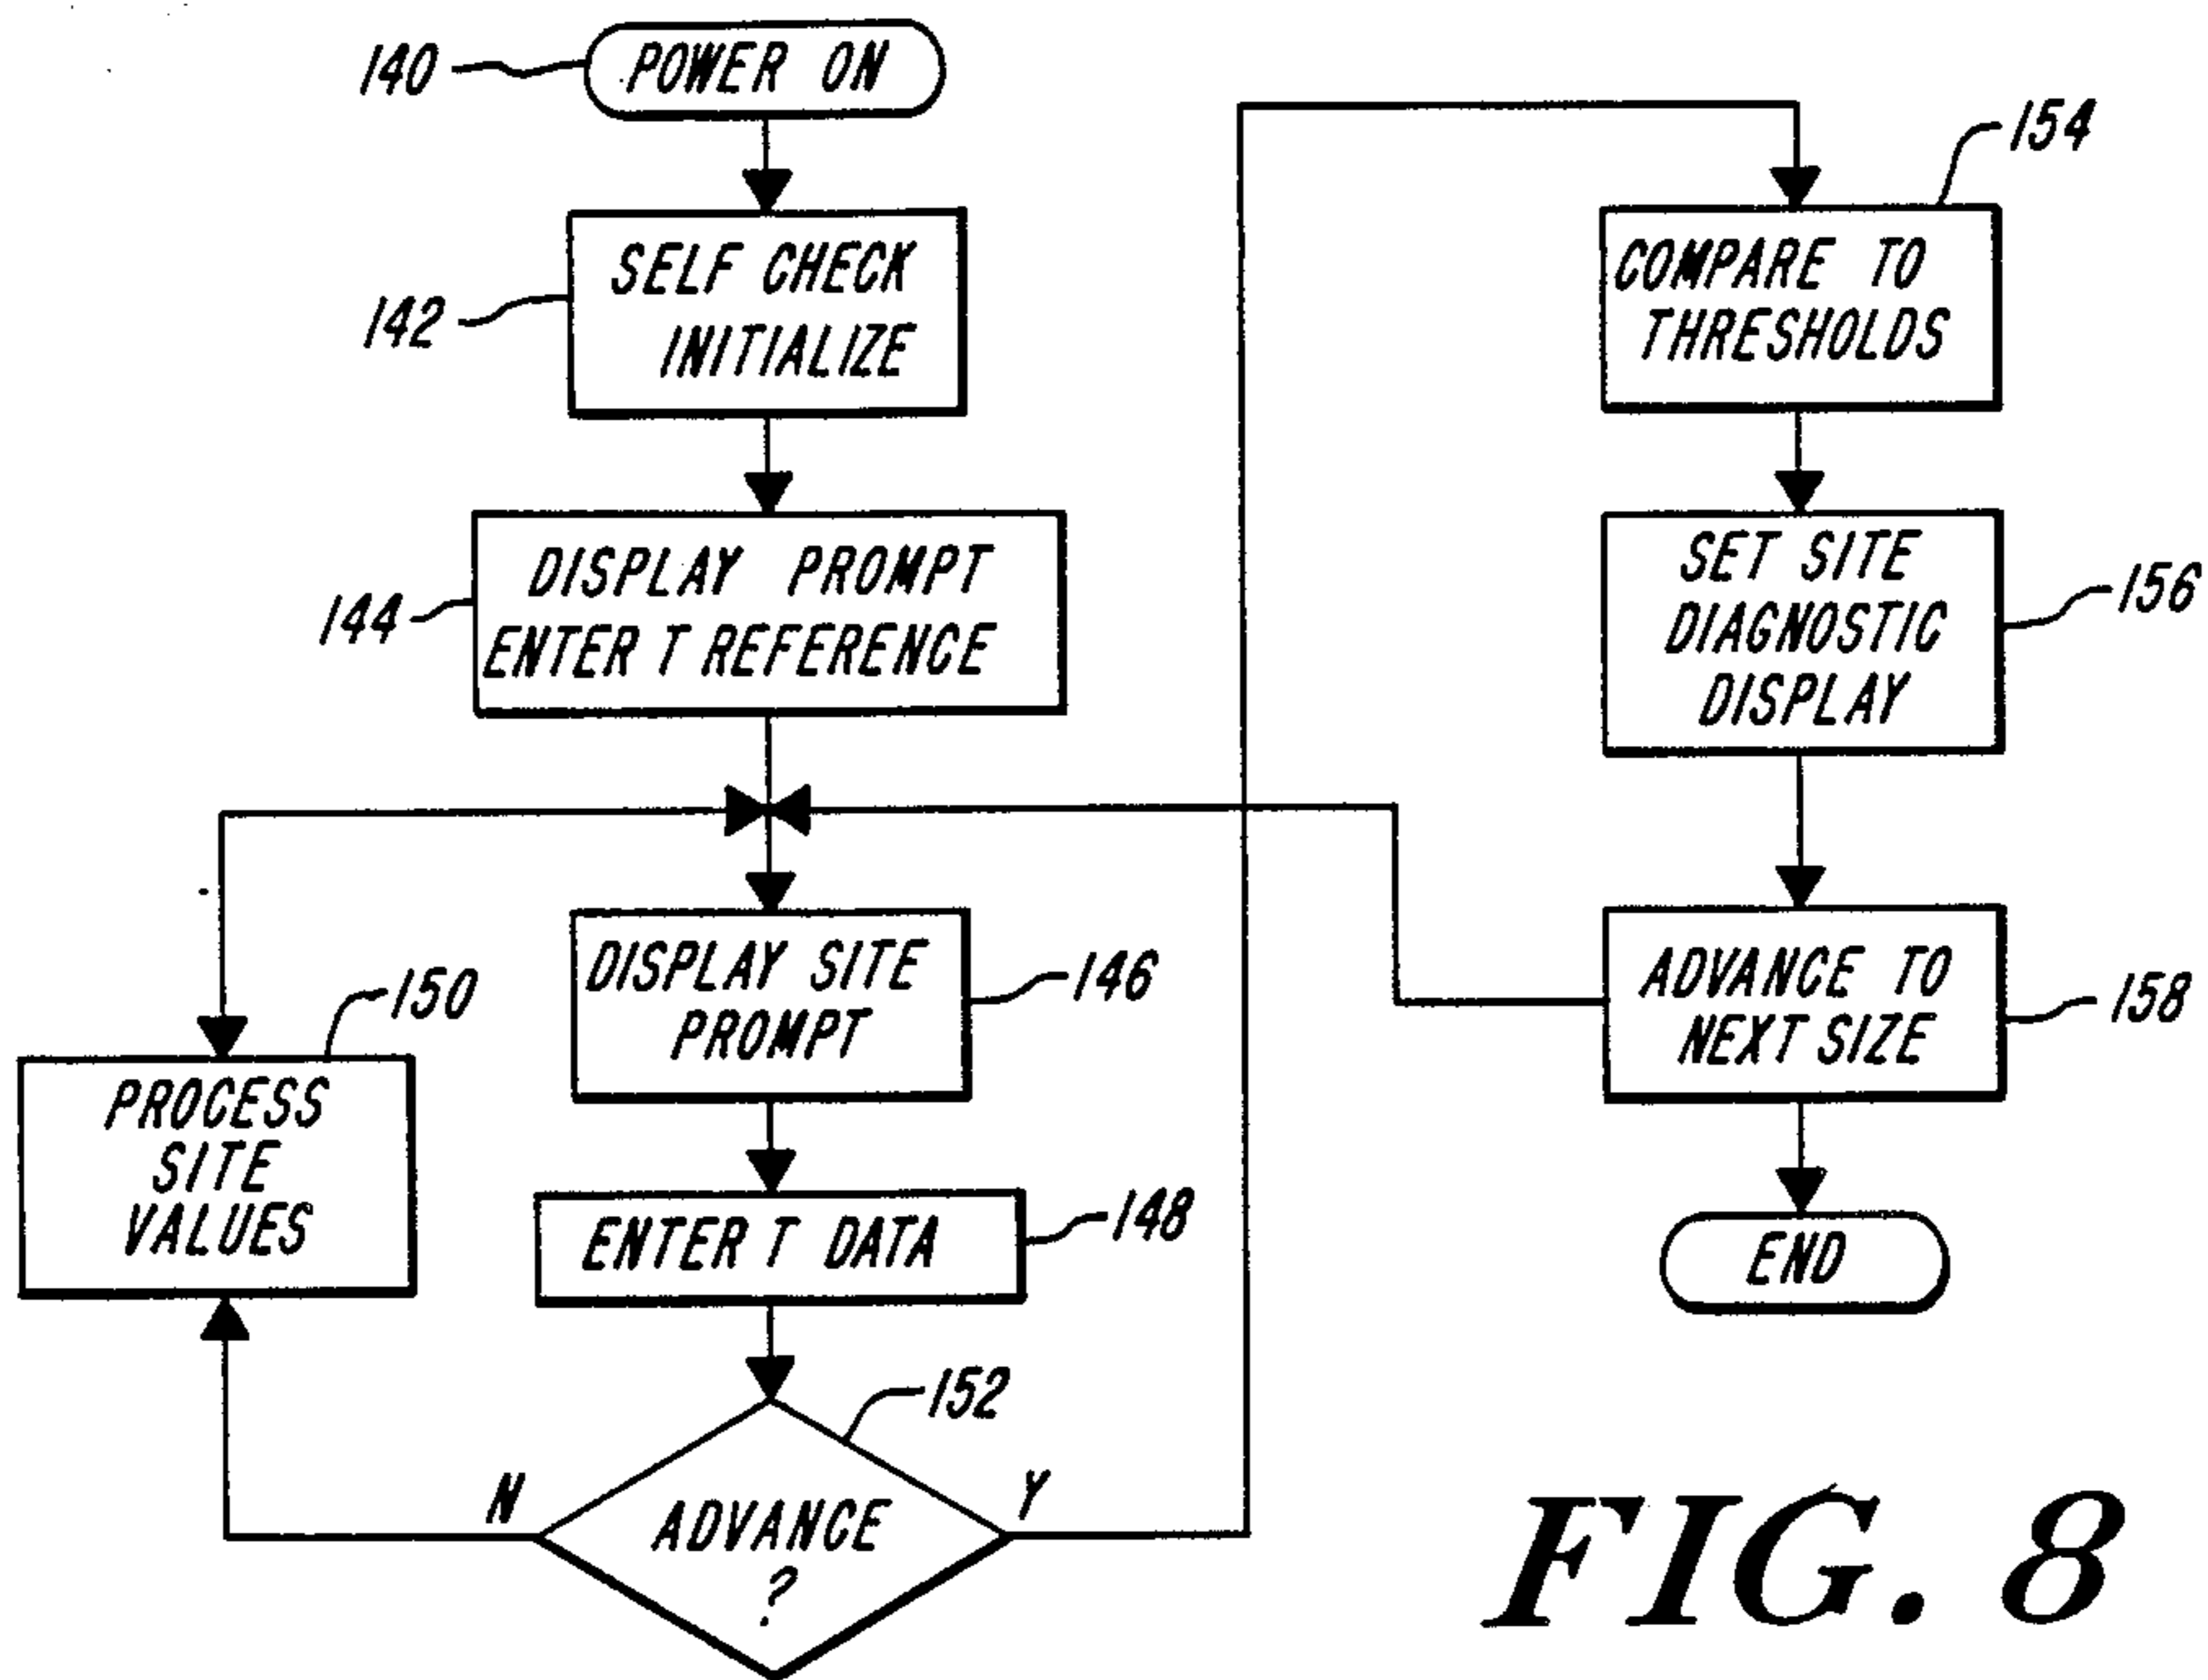 140
POWER ON
142
SELF CHECK
INITIALIZE
144
DISPLAY PROMPT
ENTER T REFERENCE
DISPLAY SITE
PROMPT
146
150
PROCESS
SITE
VALUES
ENTER T DATA
148
152
N
ADVANCE
?
Y
154
COMPARE TO
THRESHOLDS
SET SITE
DIAGNOSTIC
DISPLAY
156
ADVANCE TO
NEXT SIZE
158
END
FIG. 8